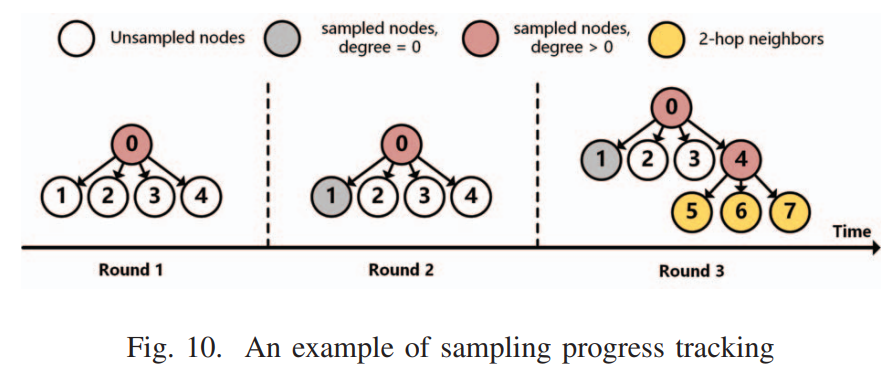 Unsampled nodes
sampled nodes,
degree = 0
sampled nodes,
degree > 0
2-hop neighbors
0
1 2 3 4
0
1 2 3 4
0
1 2 3 4
5 6 7
Time
Round 1
Round 2
Round 3
Fig. 10. An example of sampling progress tracking